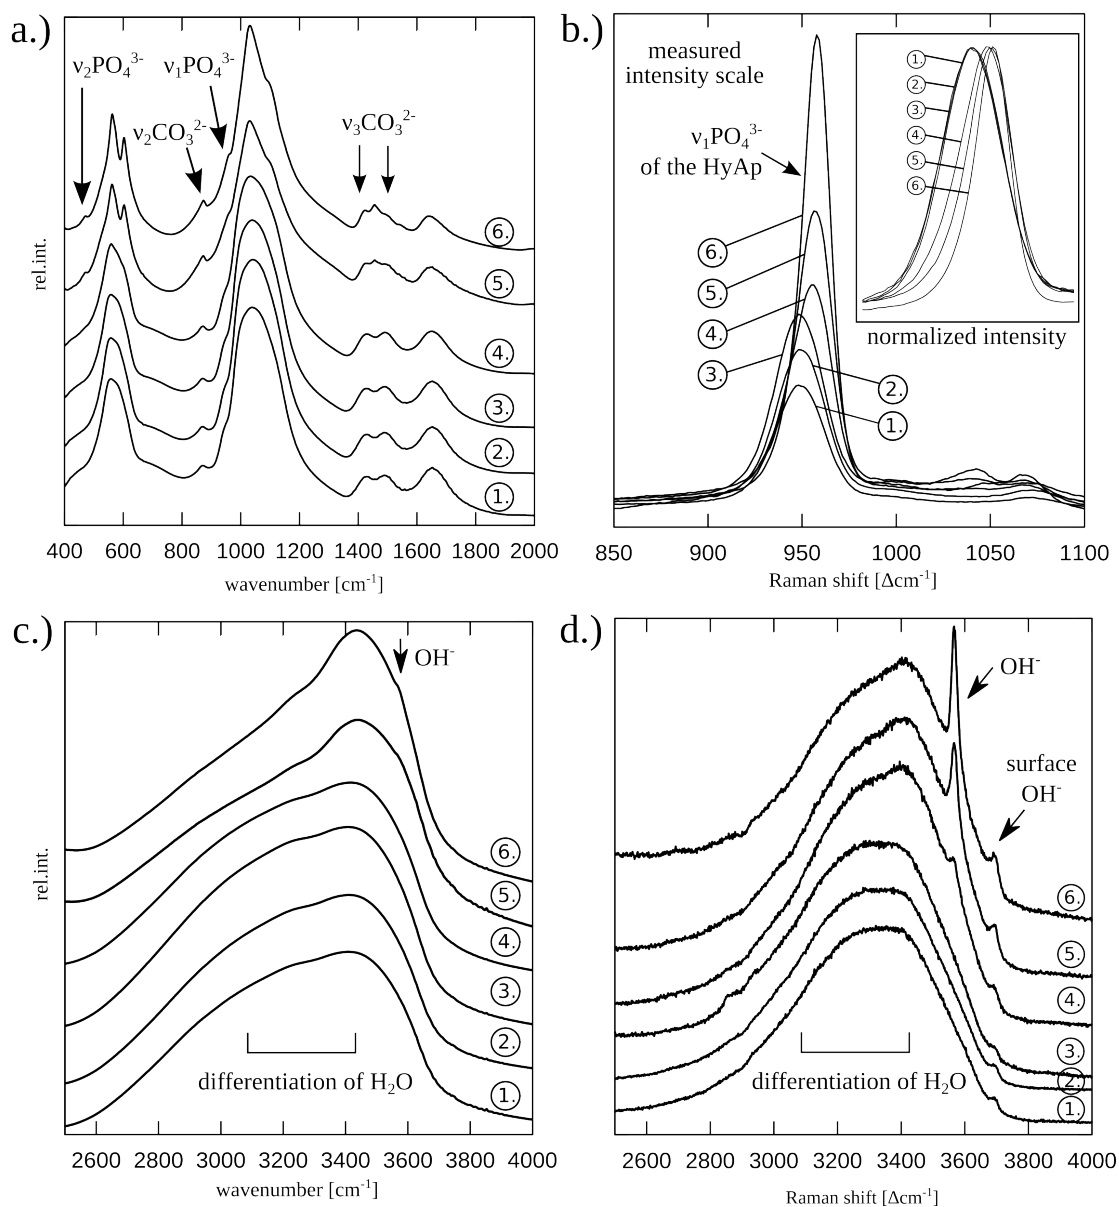 a.)
ν₂PO₄³⁻ ν₁PO₄³⁻
ν₂CO₃²⁻
ν₃CO₃²⁻
6.
5.
4.
3.
2.
1.
rel.int.
400 600 800 1000 1200 1400 1600 1800 2000
wavenumber [cm⁻¹]
b.)
measured
intensity scale
ν₁PO₄³⁻
of the HyAp
6.
5.
4.
3.
2.
1.
1.
2.
3.
4.
5.
6.
normalized intensity
850 900 950 1000 1050 1100
Raman shift [Δcm⁻¹]
c.)
OH⁻
6.
5.
4.
3.
2.
1.
differentiation of H₂O
rel.int.
2600 2800 3000 3200 3400 3600 3800 4000
wavenumber [cm⁻¹]
d.)
OH⁻
surface
OH⁻
6.
5.
4.
3.
2.
1.
differentiation of H₂O
2600 2800 3000 3200 3400 3600 3800 4000
Raman shift [Δcm⁻¹]